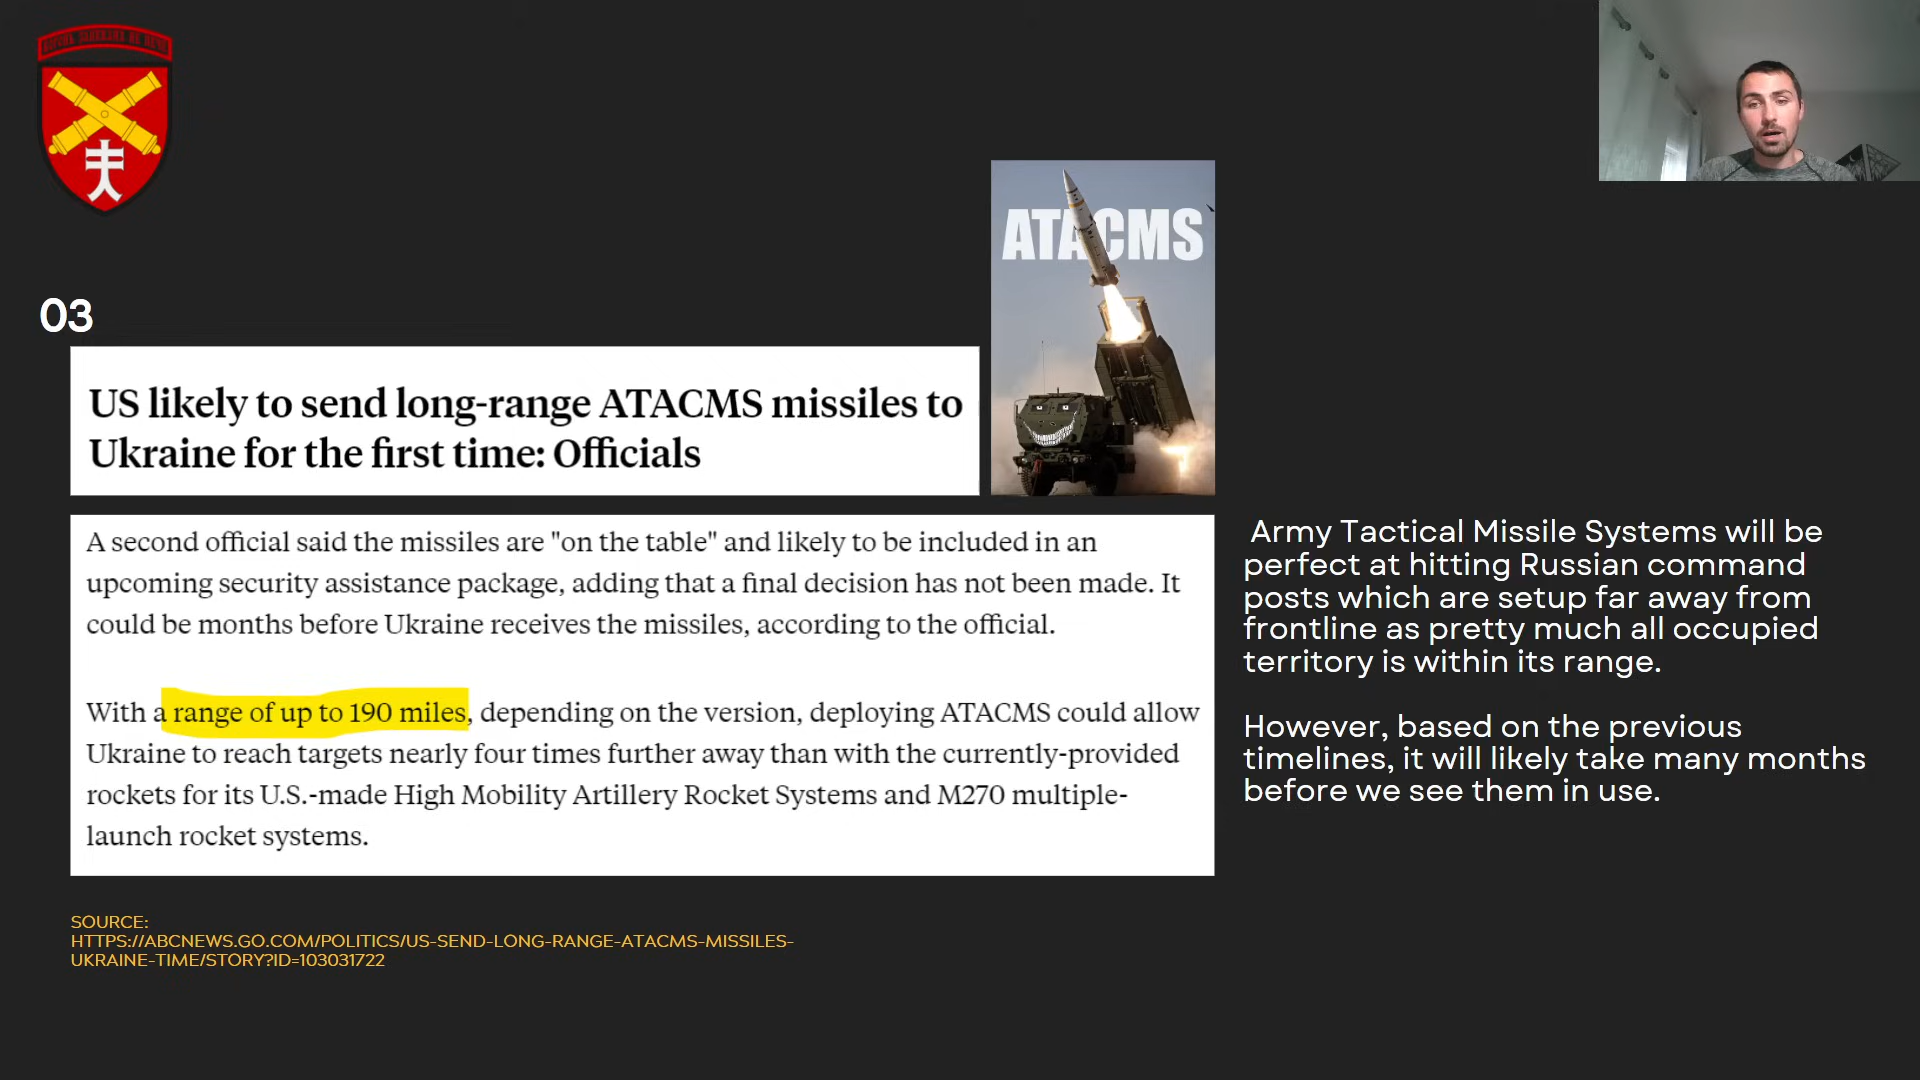 03
ATACMS
US likely to send long-range ATACMS missiles to
Ukraine for the first time: Officials
A second official said the missiles are "on the table" and likely to be included in an
upcoming security assistance package, adding that a final decision has not been made. It
could be months before Ukraine receives the missiles, according to the official.
With a range of up to 190 miles, depending on the version, deploying ATACMS could allow
Ukraine to reach targets nearly four times further away than with the currently-provided
rockets for its U.S.-made High Mobility Artillery Rocket Systems and M270 multiple-
launch rocket systems.
Army Tactical Missile Systems will be
perfect at hitting Russian command
posts which are setup far away from
frontline as pretty much all occupied
territory is within its range.
However, based on the previous
timelines, it will likely take many months
before we see them in use.
SOURCE:
HTTPS://ABCNEWS.GO.COM/POLITICS/US-SEND-LONG-RANGE-ATACMS-MISSILES-
UKRAINE-TIME/STORY?ID=103031722